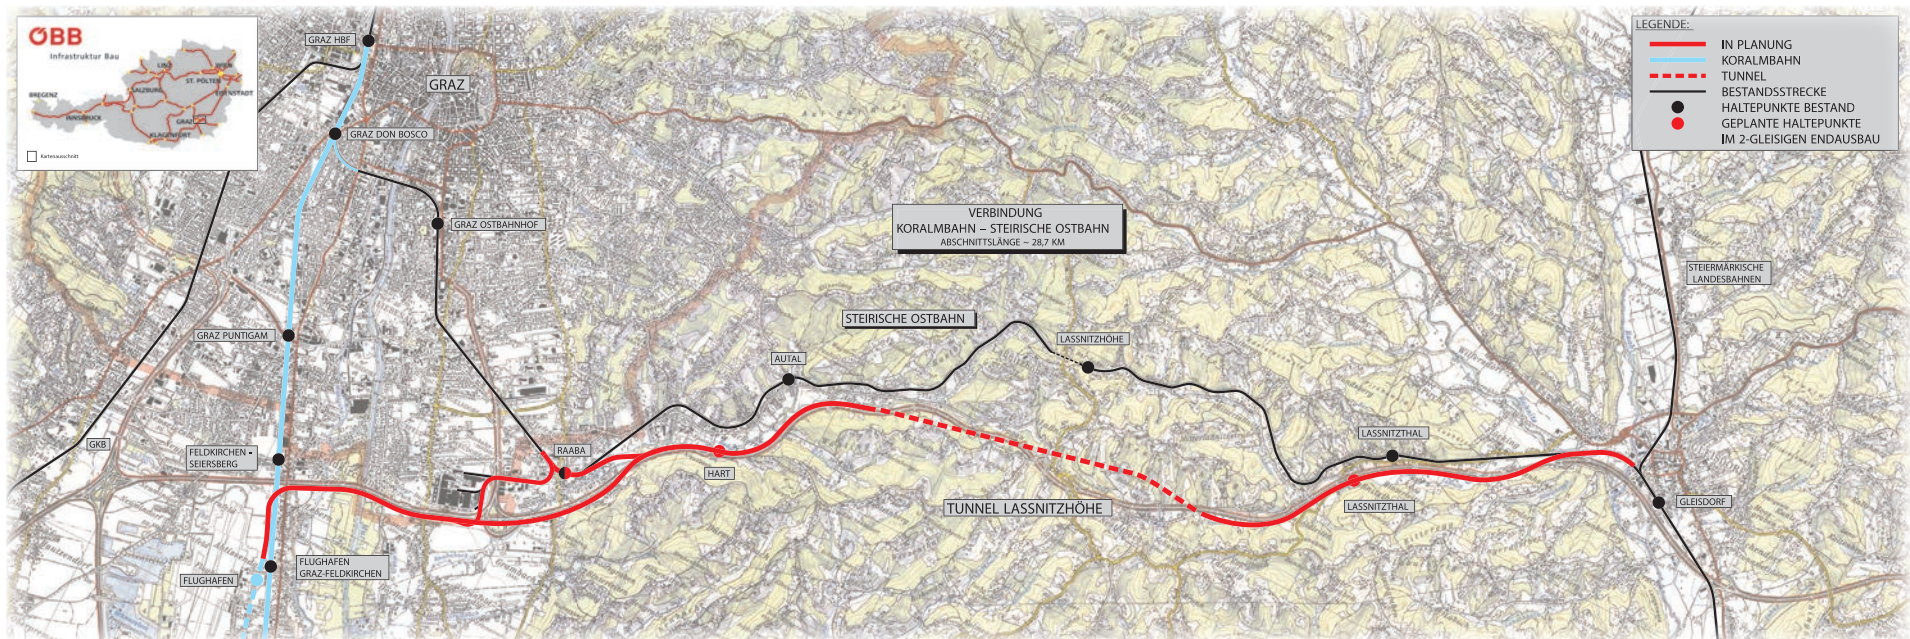 ÖBB
Infrastruktur Bau
LINZ
WIEN
ST. PÖLTEN
SALZBURG
EISENSTADT
BREGENZ
INNSBRUCK
GRAZ
KLAGENFURT
Kartenausschnitt
LEGENDE:
IN PLANUNG
KORALMBAHN
TUNNEL
BESTANDSSTRECKE
HALTEPUNKTE BESTAND
GEPLANTE HALTEPUNKTE
IM 2-GLEISIGEN ENDAUSBAU
GRAZ HBF
GRAZ
GRAZ DON BOSCO
GRAZ OSTBAHNHOF
VERBINDUNG
KORALMBAHN – STEIRISCHE OSTBAHN
ABSCHNITTSLÄNGE ~ 28,7 KM
STEIERMÄRKISCHE
LANDESBAHNEN
STEIRISCHE OSTBAHN
GRAZ PUNTIGAM
LASSNITZHÖHE
AUTAL
GKB
FELDKIRCHEN -
SEIERSBERG
RAABA
HART
LASSNITZTHAL
LASSNITZTHAL
GLEISDORF
TUNNEL LASSNITZHÖHE
FLUGHAFEN
GRAZ-FELDKIRCHEN
FLUGHAFEN